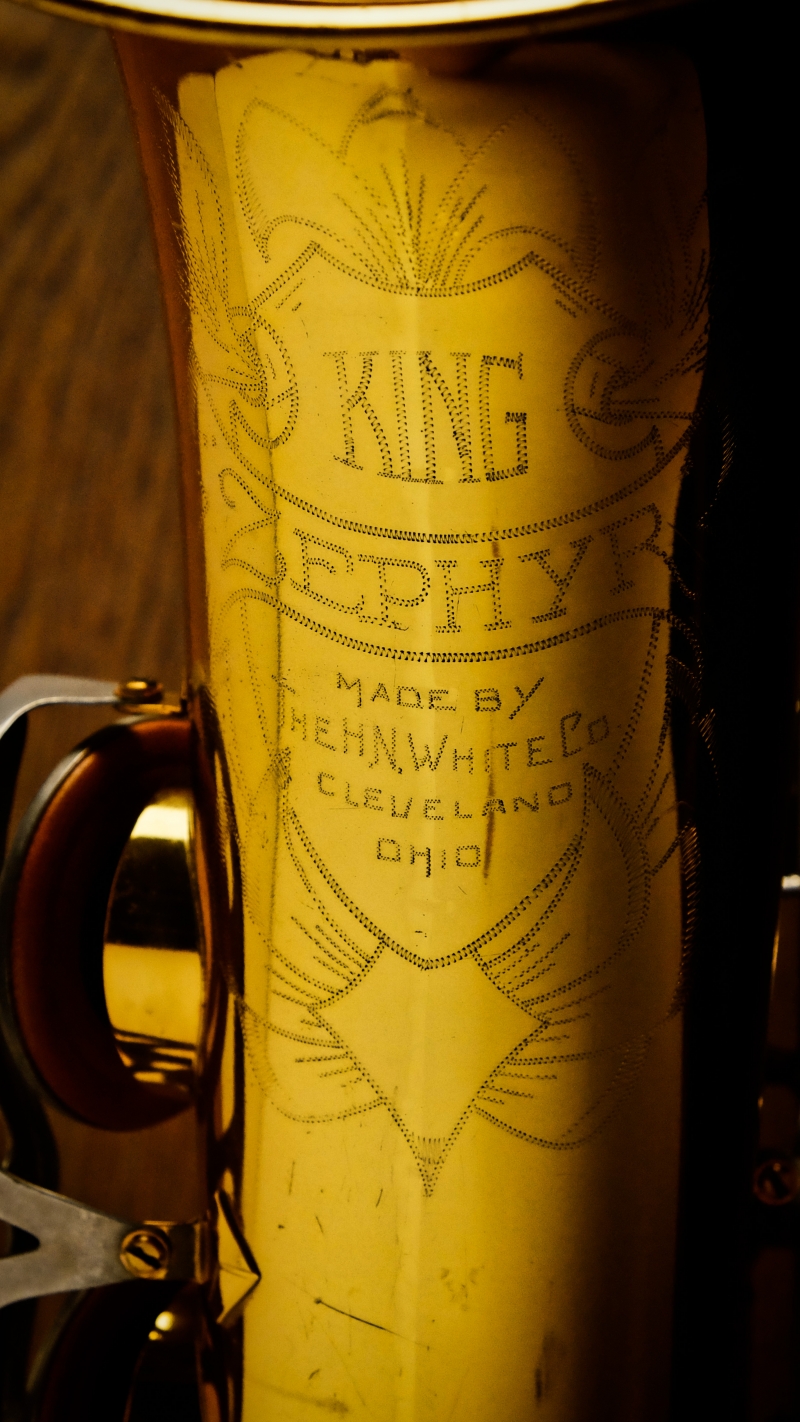 KING
ZEPHYR
MADE BY
THE H.N. WHITE CO.
CLEVELAND
OHIO